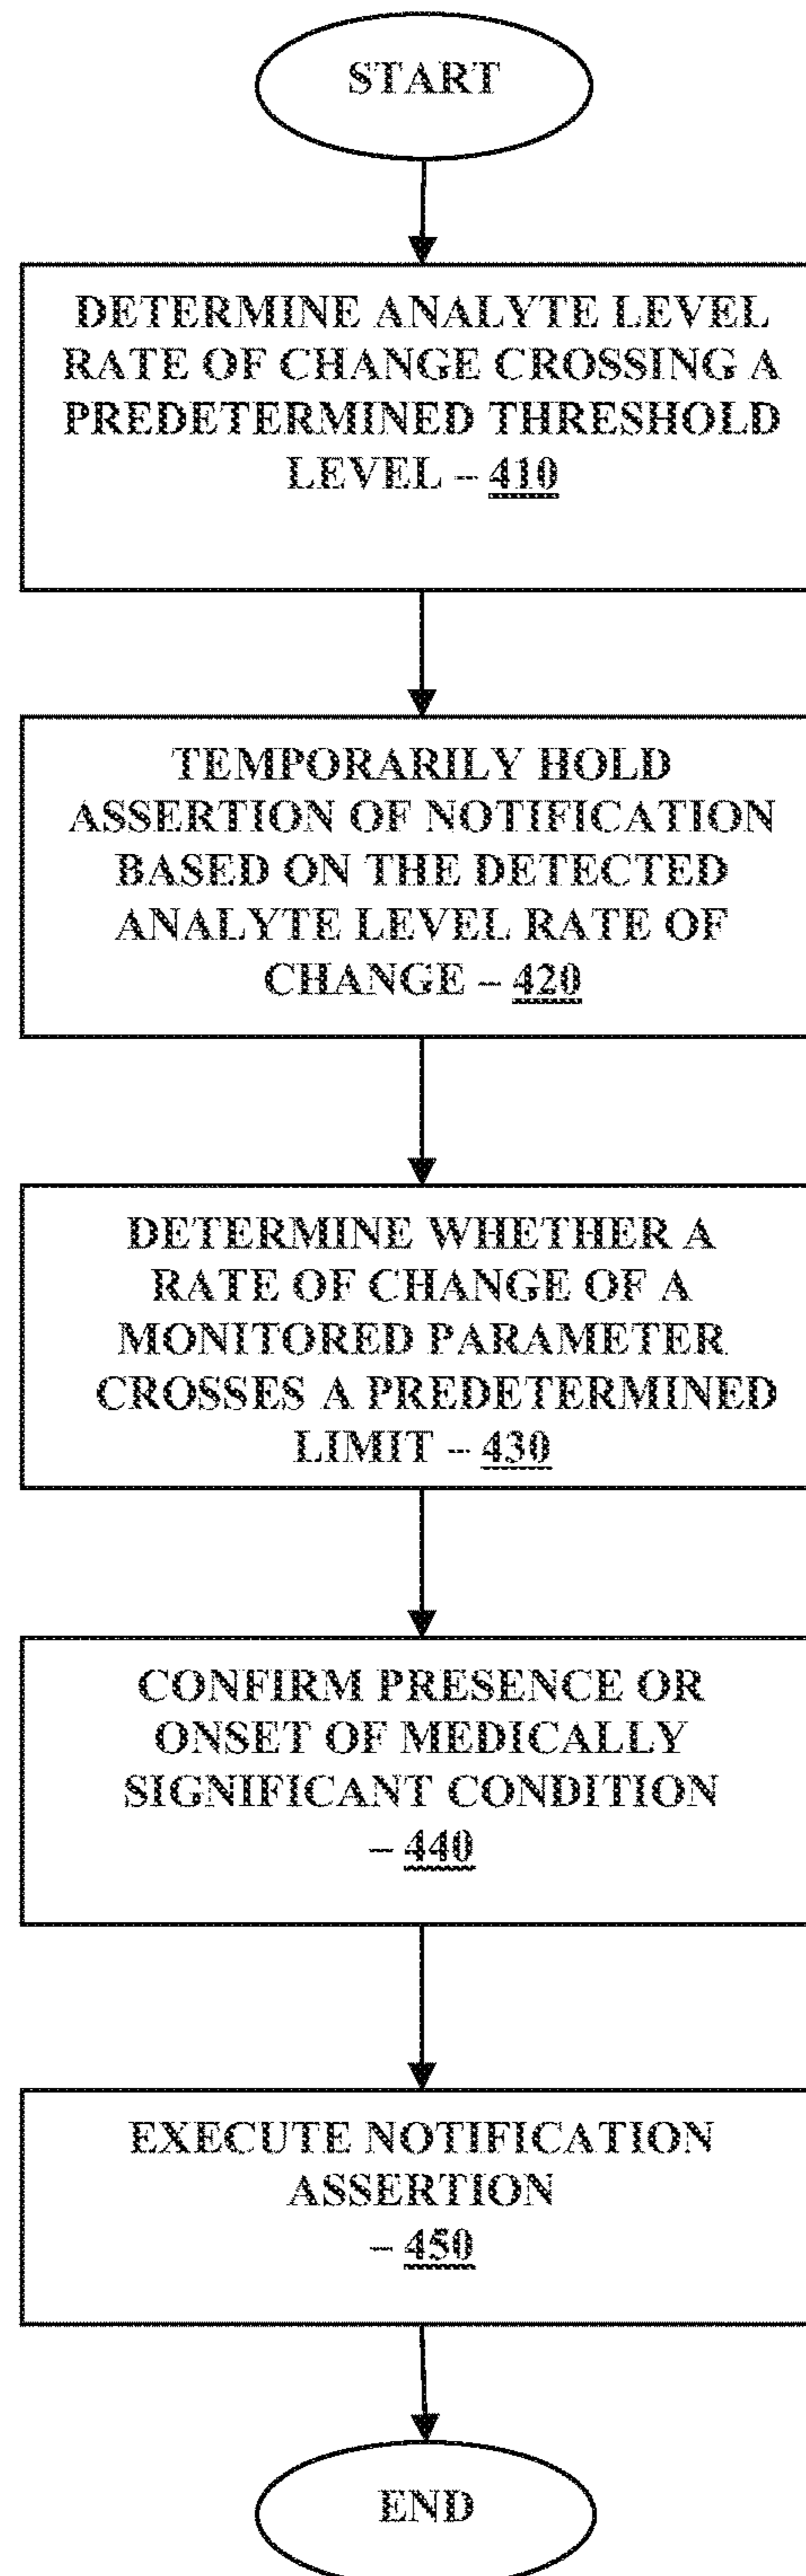 START
DETERMINE ANALYTE LEVEL
RATE OF CHANGE CROSSING A
PREDETERMINED THRESHOLD
LEVEL – 410
TEMPORARILY HOLD
ASSERTION OF NOTIFICATION
BASED ON THE DETECTED
ANALYTE LEVEL RATE OF
CHANGE – 420
DETERMINE WHETHER A
RATE OF CHANGE OF A
MONITORED PARAMETER
CROSSES A PREDETERMINED
LIMIT – 430
CONFIRM PRESENCE OR
ONSET OF MEDICALLY
SIGNIFICANT CONDITION
– 440
EXECUTE NOTIFICATION
ASSERTION
– 450
END